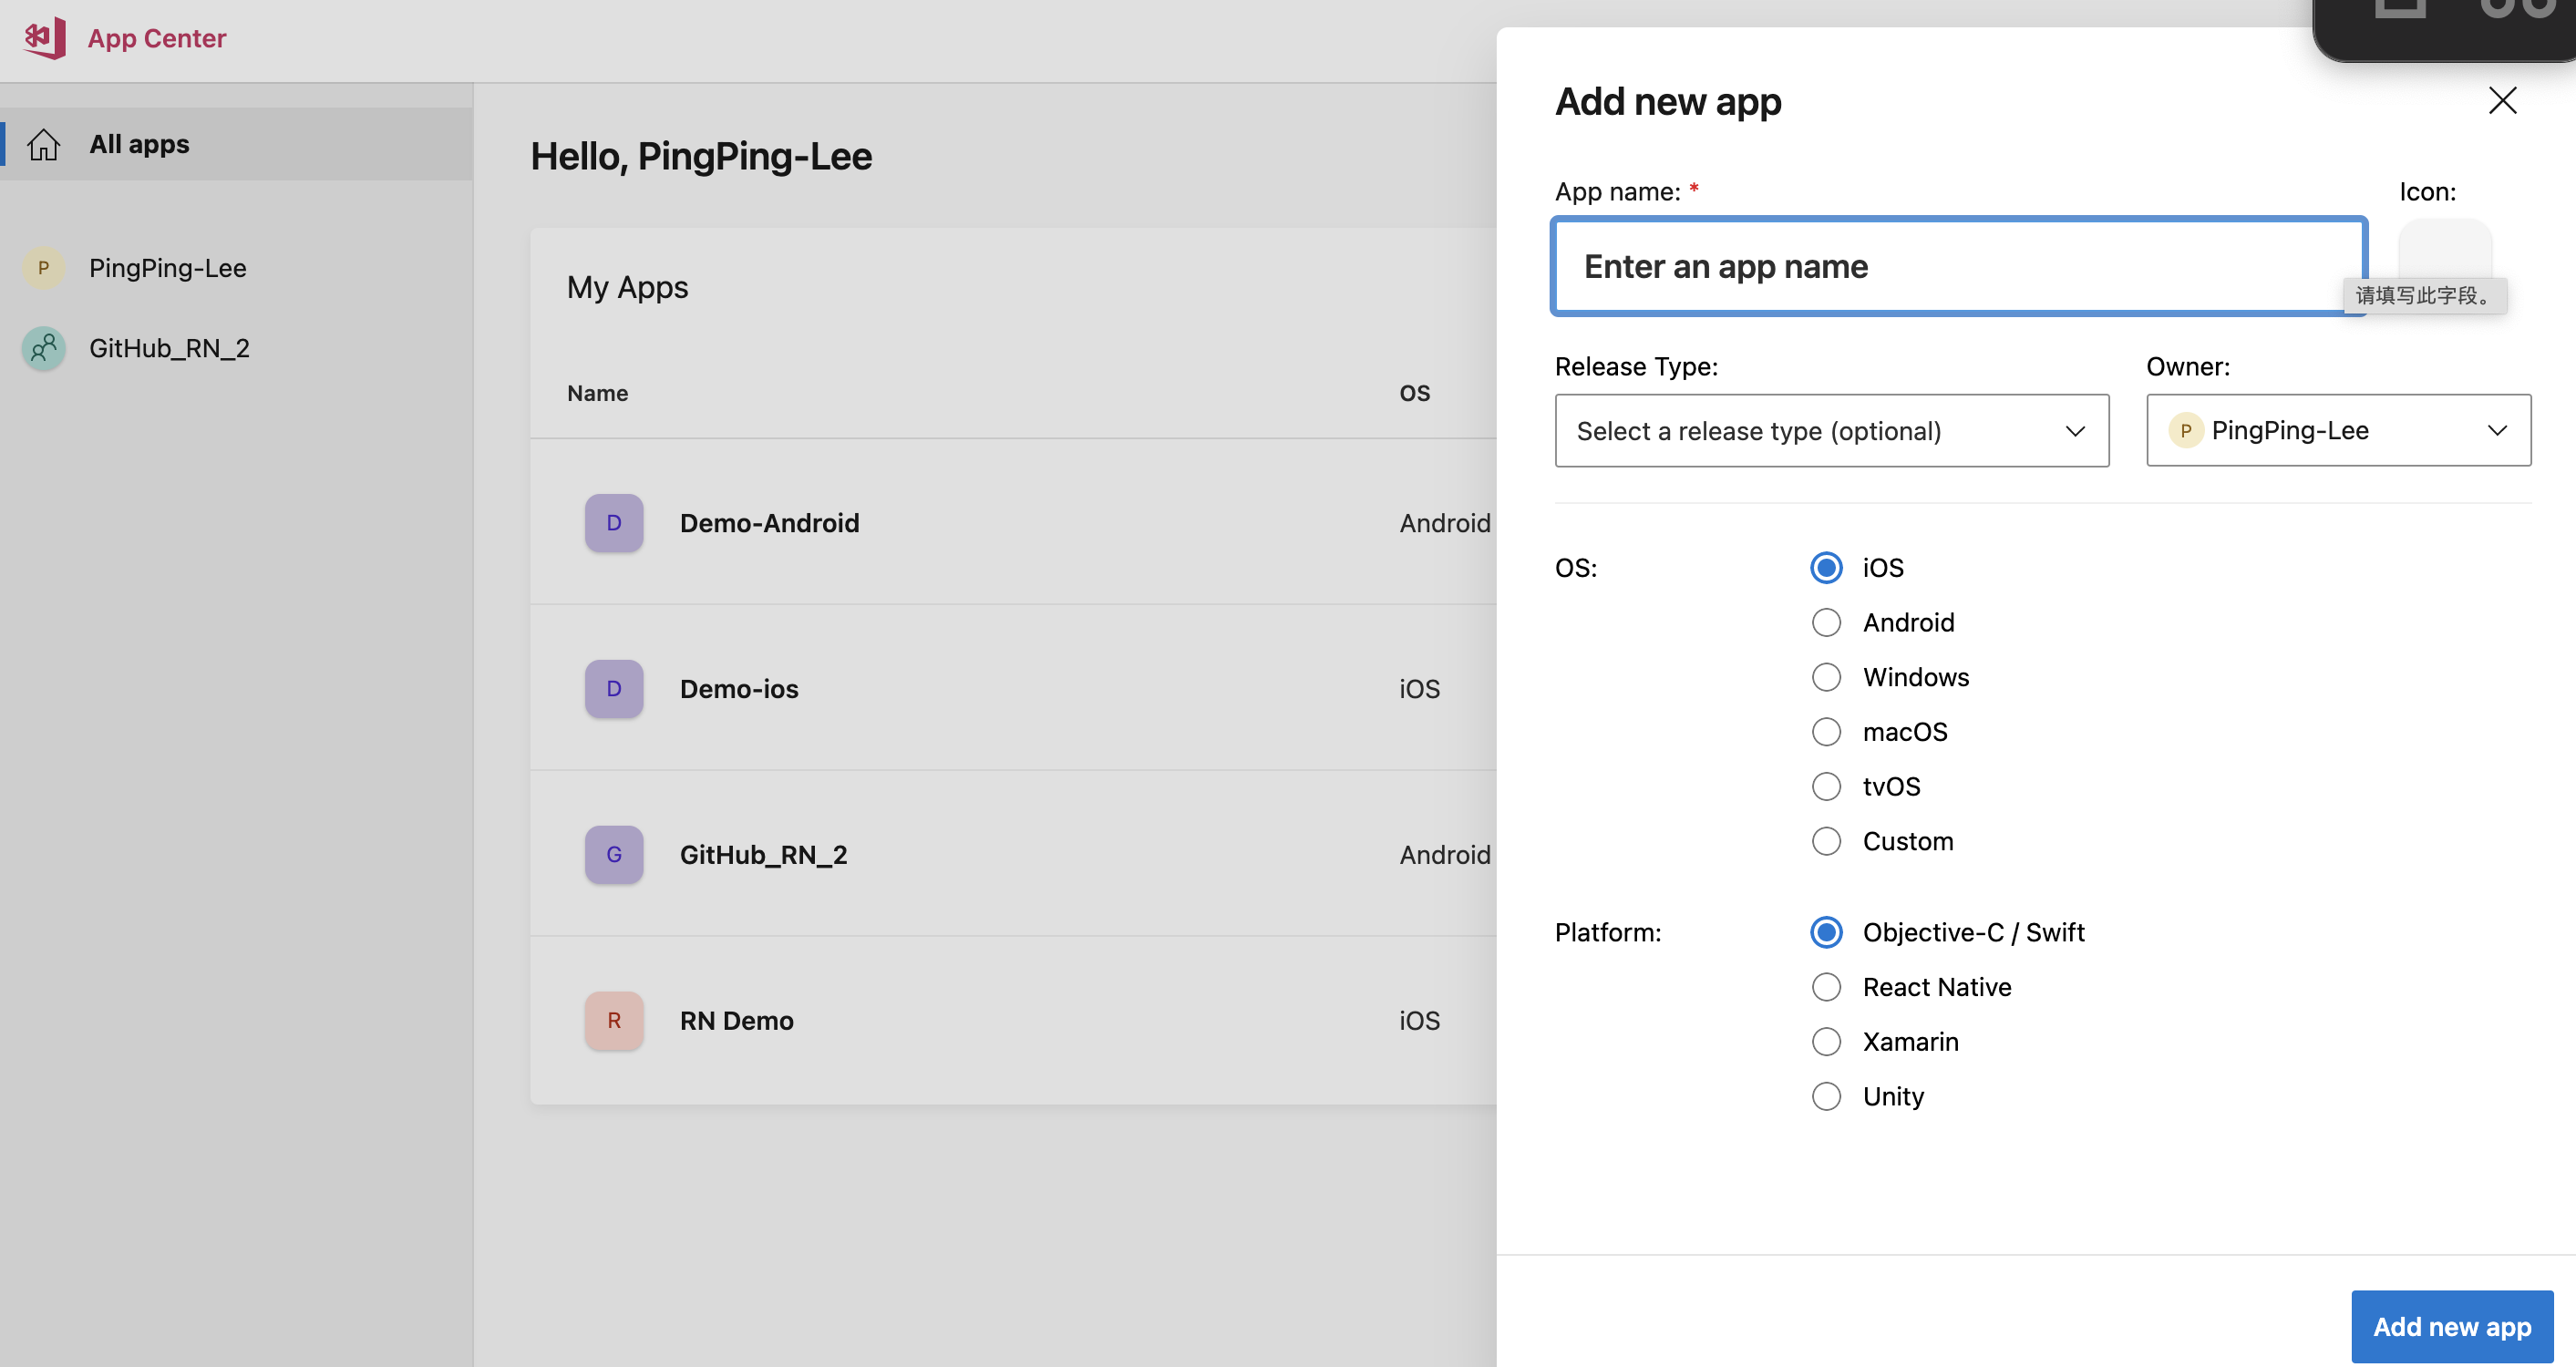 App Center
All apps
P PingPing-Lee
GitHub_RN_2
Hello, PingPing-Lee
My Apps
Name OS
D Demo-Android Android
D Demo-ios iOS
G GitHub_RN_2 Android
R RN Demo iOS
Add new app
App name: * Icon:
Enter an app name
请填写此字段。
Release Type: Owner:
Select a release type (optional) P PingPing-Lee
OS: iOS
Android
Windows
macOS
tvOS
Custom
Platform: Objective-C / Swift
React Native
Xamarin
Unity
Add new app